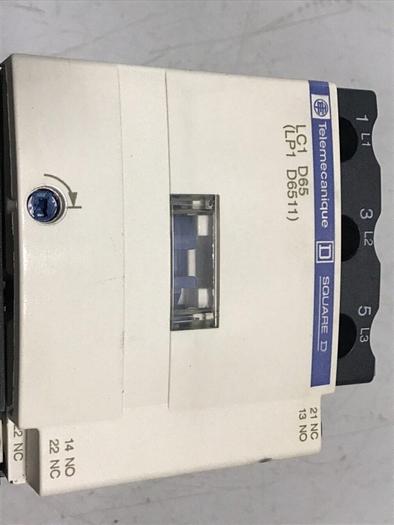 Telemecanique D SQUARE D
LC1 D65
(LP1 D6511)
1 L1
3 L2
5 L3
21 NC
13 NO
14 NO
22 NC
2 NC